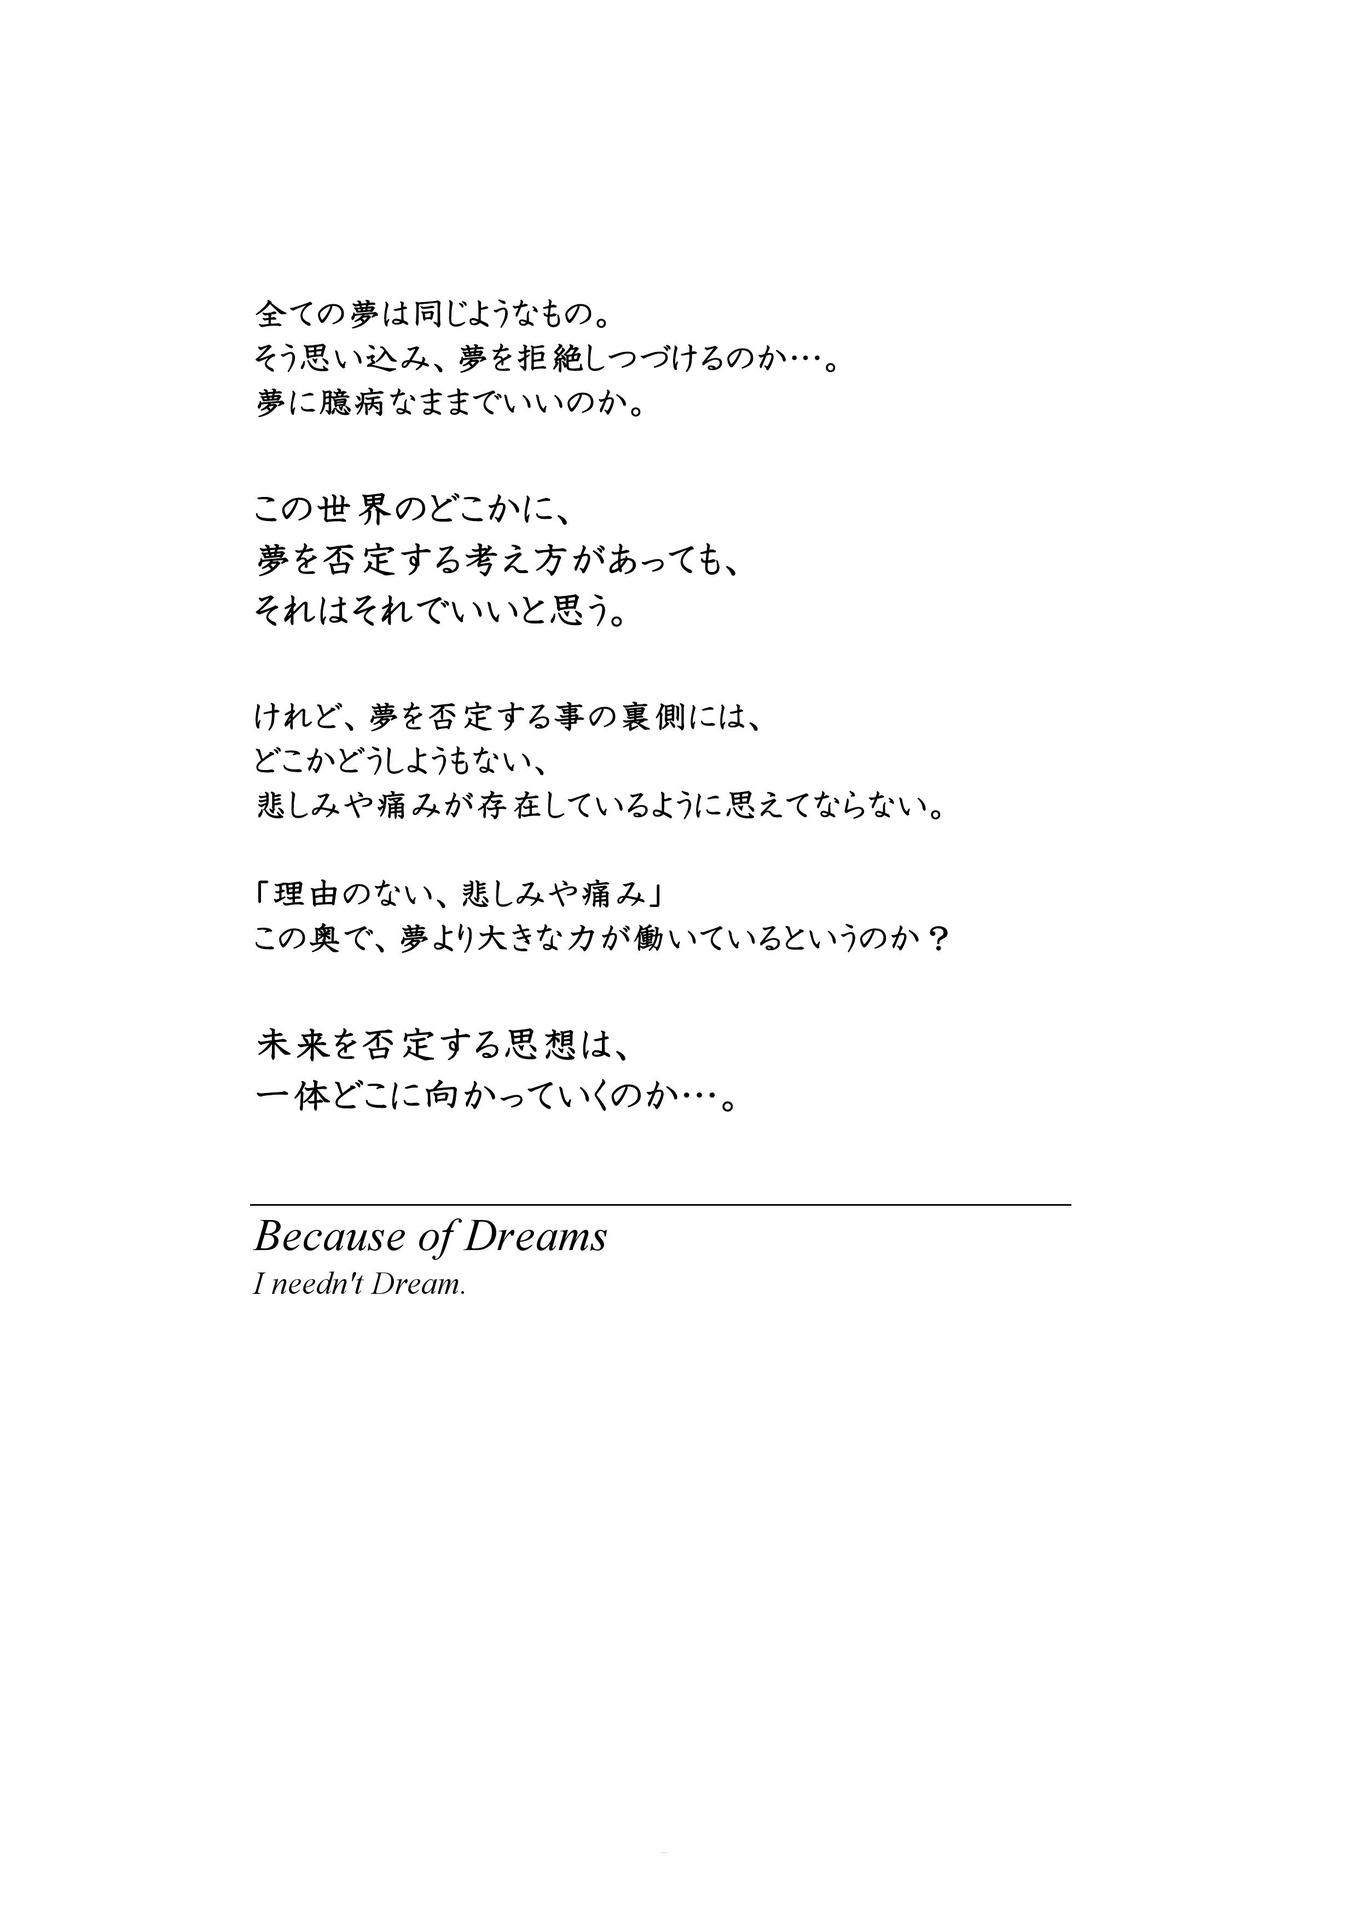 全ての夢は同じようなもの。
そう思い込み、夢を拒絶しつづけるのか…。
夢に臆病なままでいいのか。
この世界のどこかに、
夢を否定する考え方があっても、
それはそれでいいと思う。
けれど、夢を否定する事の裏側には、
どこかどうしようもない、
悲しみや痛みが存在しているように思えてならない。
「理由のない、悲しみや痛み」
この奥で、夢より大きな力が働いているというのか？
未来を否定する思想は、
一体どこに向かっていくのか…。
Because of Dreams
I needn't Dream.